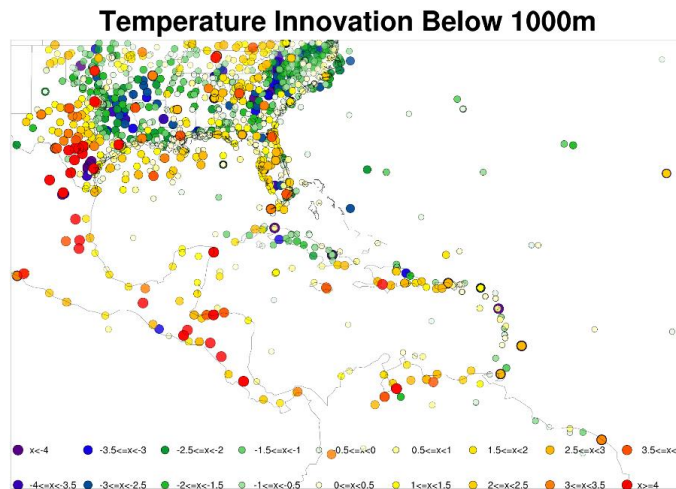 Temperature Innovation Below 1000m
x<-4 -3.5<=x<-3 -2.5<=x<-2 -1.5<=x<-1 0.5<=x<0 0.5<=x<1 1.5<=x<2 2.5<=x<3 3.5<=x<
-4<=x<-3.5 -3<=x<-2.5 -2<=x<-1.5 -1<=x<-0.5 0<=x<0.5 1<=x<1.5 2<=x<2.5 3<=x<3.5 x>=4